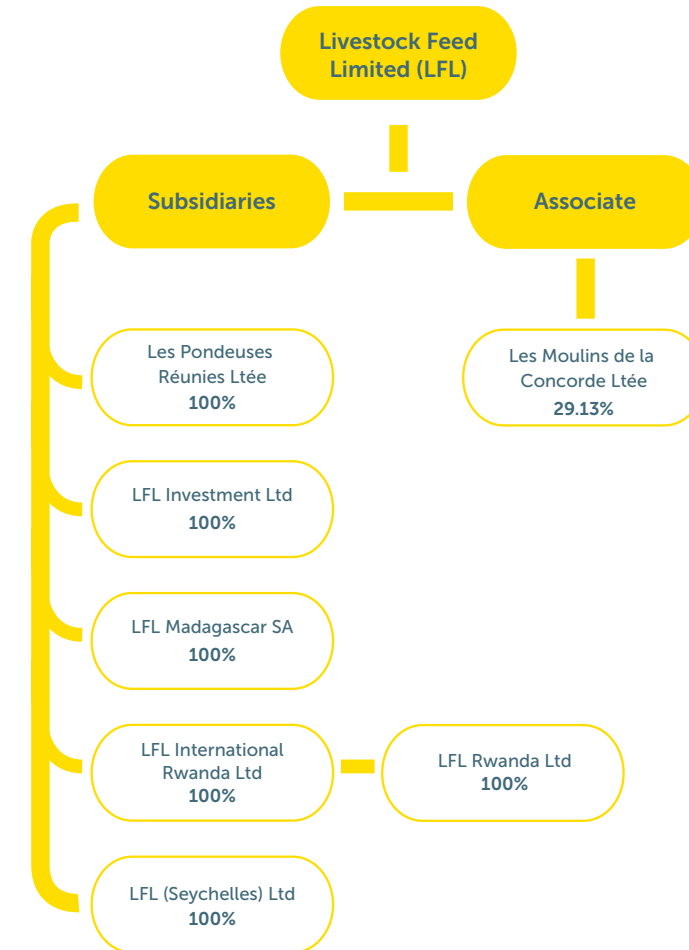 Livestock Feed
Limited (LFL)
Subsidiaries
Associate
Les Pondeuses
Réunies Ltée
100%
Les Moulins de la
Concorde Ltée
29.13%
LFL Investment Ltd
100%
LFL Madagascar SA
100%
LFL International
Rwanda Ltd
100%
LFL Rwanda Ltd
100%
LFL (Seychelles) Ltd
100%